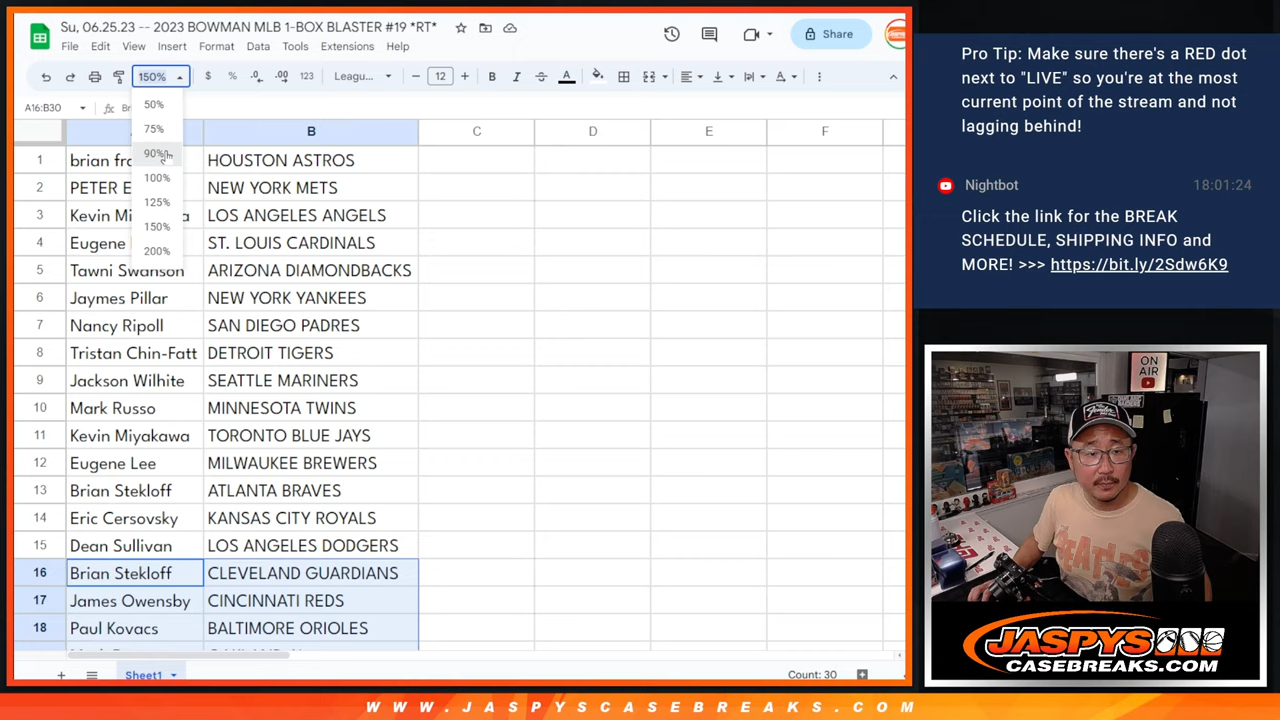 Su, 06.25.23 -- 2023 BOWMAN MLB 1-BOX BLASTER #19 *RT*
File Edit View Insert Format Data Tools Extensions Help
Share
150% $ % .0 .00 123 Leagu... 12 B I A
A16:B30 fx
50%
75%
90%
100%
125%
150%
200%
B C D E F
1 brian HOUSTON ASTROS
2 PETER NEW YORK METS
3 Kevin LOS ANGELES ANGELS
4 Eugene ST. LOUIS CARDINALS
5 Tawni Swanson ARIZONA DIAMONDBACKS
6 Jaymes Pillar NEW YORK YANKEES
7 Nancy Ripoll SAN DIEGO PADRES
8 Tristan Chin-Fatt DETROIT TIGERS
9 Jackson Wilhite SEATTLE MARINERS
10 Mark Russo MINNESOTA TWINS
11 Kevin Miyakawa TORONTO BLUE JAYS
12 Eugene Lee MILWAUKEE BREWERS
13 Brian Stekloff ATLANTA BRAVES
14 Eric Cersovsky KANSAS CITY ROYALS
15 Dean Sullivan LOS ANGELES DODGERS
16 Brian Stekloff CLEVELAND GUARDIANS
17 James Owensby CINCINNATI REDS
18 Paul Kovacs BALTIMORE ORIOLES
Sheet1
Count: 30
Pro Tip: Make sure there's a RED dot
next to "LIVE" so you're at the most
current point of the stream and not
lagging behind!
Nightbot 18:01:24
Click the link for the BREAK
SCHEDULE, SHIPPING INFO and
MORE! >>> https://bit.ly/2Sdw6K9
ON
AIR
Fender
BEATLES
JASPYS
CASEBREAKS.COM
WWW.JASPYSCASEBREAKS.COM